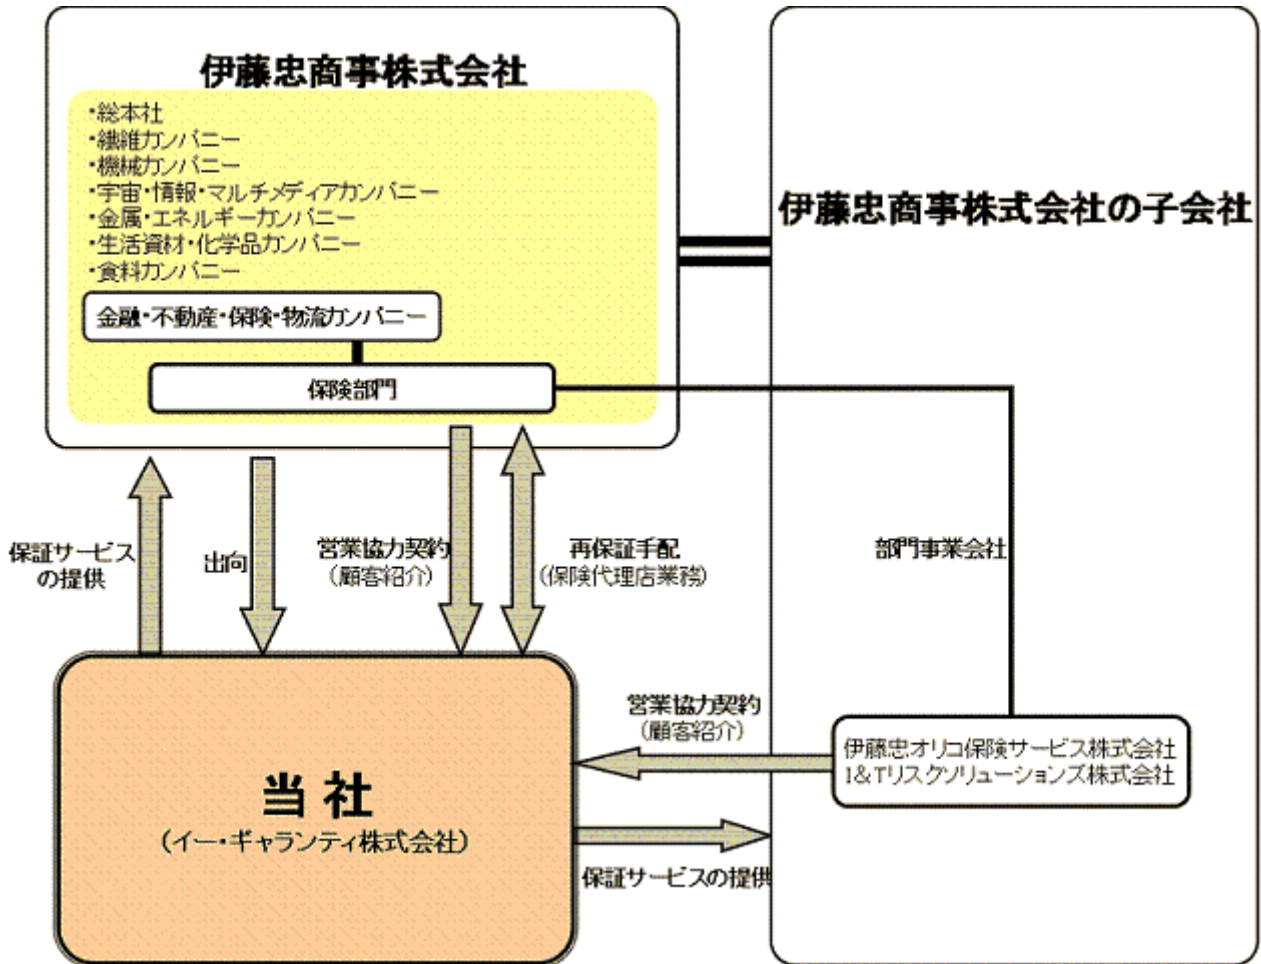 伊藤忠商事株式会社
・総本社
・繊維カンパニー
・機械カンパニー
・宇宙・情報・マルチメディアカンパニー
・金属・エネルギーカンパニー
・生活資材・化学品カンパニー
・食料カンパニー
金融・不動産・保険・物流カンパニー
保険部門
伊藤忠商事株式会社の子会社
保証サービス
の提供
出向
営業協力契約
(顧客紹介)
再保証手配
(保険代理店業務)
部門事業会社
営業協力契約
(顧客紹介)
伊藤忠オリコ保険サービス株式会社
I&Tリスクソリューションズ株式会社
当社
(イー・ギャランティ株式会社)
保証サービスの提供